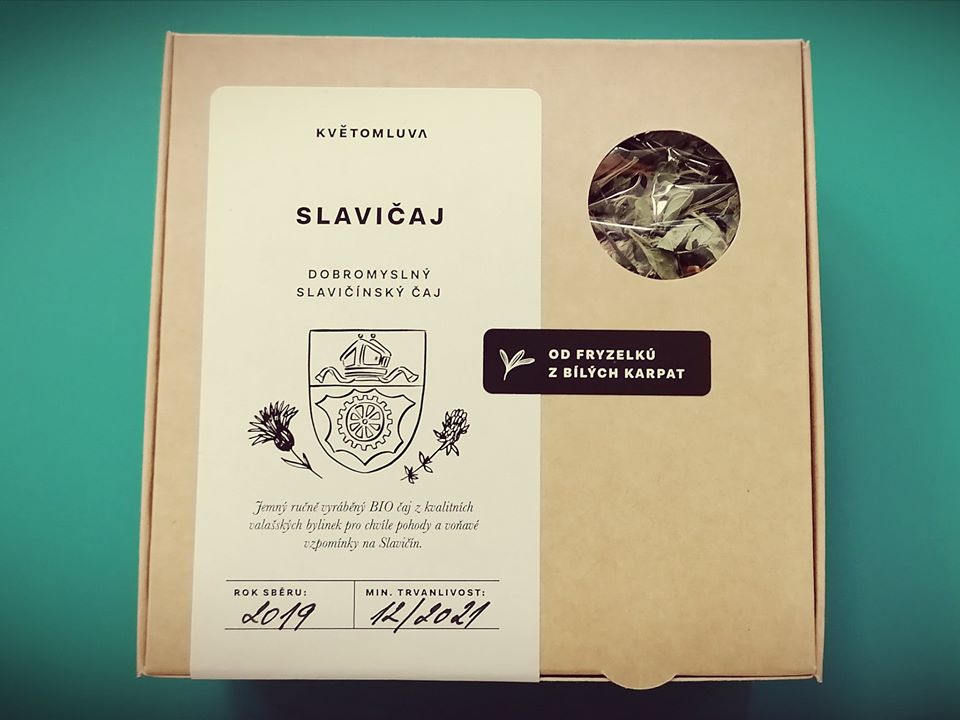 KVĚTOMLUVA
SLAVIČAJ
DOBROMYSLNÝ
SLAVIČÍNSKÝ ČAJ
OD FRYZELKŮ
Z BÍLÝCH KARPAT
Jemný ručně vyráběný BIO čaj z kvalitních
valašských bylinek pro chvíle pohody a voňavé
vzpomínky na Slavičín.
ROK SBĚRU:
2019
MIN. TRVANLIVOST:
12/2021